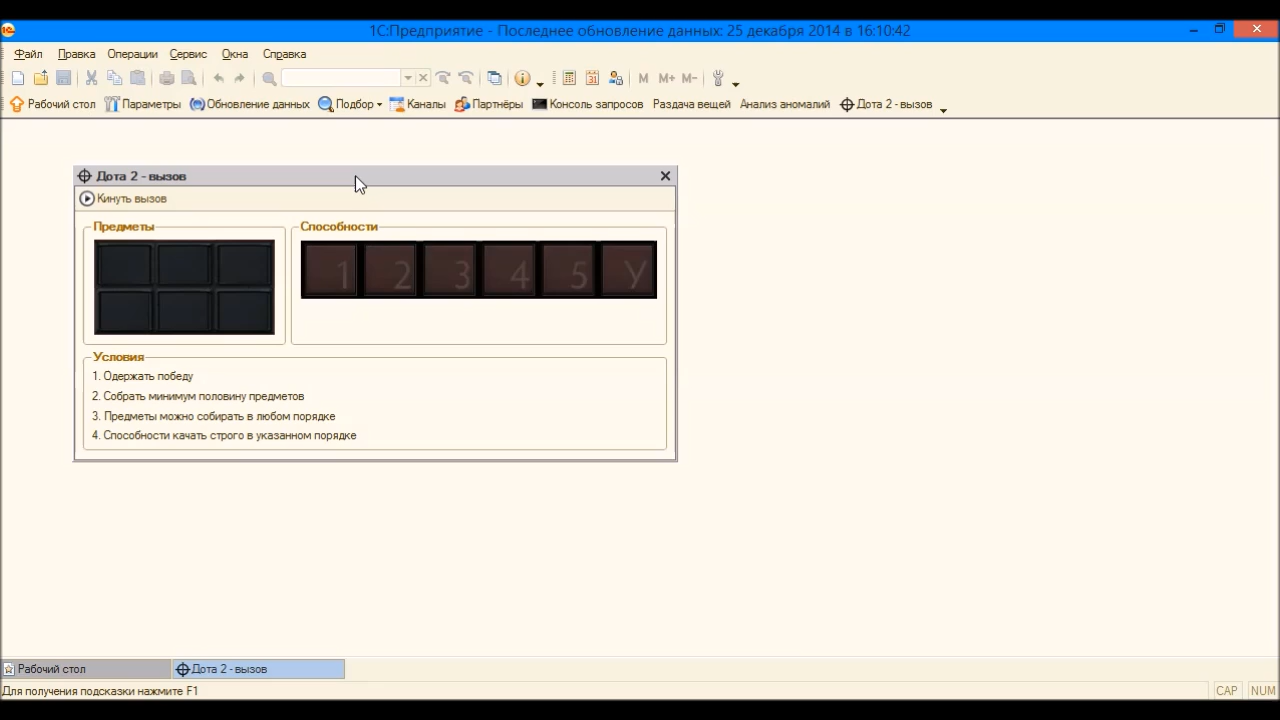 1С:Предприятие - Последнее обновление данных: 25 декабря 2014 в 16:10:42
Файл Правка Операции Сервис Окна Справка
M M+ M-
Рабочий стол Параметры Обновление данных Подбор Каналы Партнёры Консоль запросов Раздача вещей Анализ аномалий Дота 2 - вызов
Дота 2 - вызов
Кинуть вызов
Предметы Способности
1 2 3 4 5 У
Условия
1. Одержать победу
2. Собрать минимум половину предметов
3. Предметы можно собирать в любом порядке
4. Способности качать строго в указанном порядке
Рабочий стол Дота 2 - вызов
Для получения подсказки нажмите F1 CAP NUM